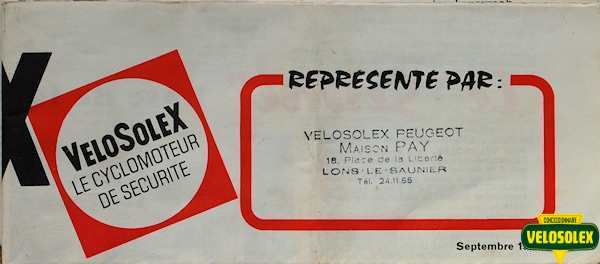 X
VELOSOLEX
LE CYCLOMOTEUR
DE SECURITE
REPRESENTE PAR :
VELOSOLEX PEUGEOT
MAISON PAY
18, Place de la Liberté
LONS-LE-SAUNIER
Tél. 24.11.55
Septembre
CONCESSIONNAIRE
VELOSOLEX